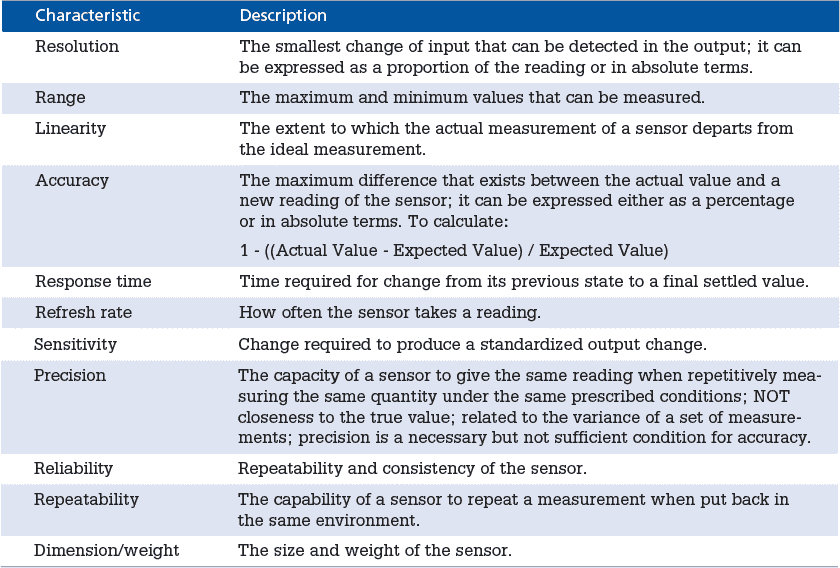 Characteristic Description
Resolution The smallest change of input that can be detected in the output; it can
be expressed as a proportion of the reading or in absolute terms.
Range The maximum and minimum values that can be measured.
Linearity The extent to which the actual measurement of a sensor departs from
the ideal measurement.
Accuracy The maximum difference that exists between the actual value and a
new reading of the sensor; it can be expressed either as a percentage
or in absolute terms. To calculate:
1 - ((Actual Value - Expected Value) / Expected Value)
Response time Time required for change from its previous state to a final settled value.
Refresh rate How often the sensor takes a reading.
Sensitivity Change required to produce a standardized output change.
Precision The capacity of a sensor to give the same reading when repetitively mea-
suring the same quantity under the same prescribed conditions; NOT
closeness to the true value; related to the variance of a set of measure-
ments; precision is a necessary but not sufficient condition for accuracy.
Reliability Repeatability and consistency of the sensor.
Repeatability The capability of a sensor to repeat a measurement when put back in
the same environment.
Dimension/weight The size and weight of the sensor.